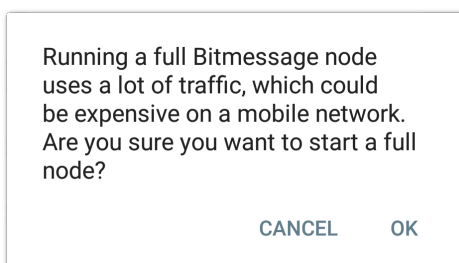 Running a full Bitmessage node
uses a lot of traffic, which could
be expensive on a mobile network.
Are you sure you want to start a full
node?
CANCEL OK